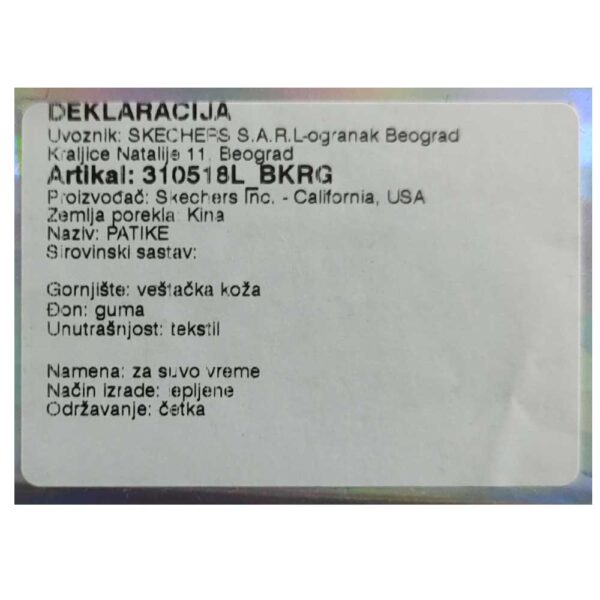 DEKLARACIJA
Uvoznik: SKECHERS S.A.R.L-ogranak Beograd
Kraljice Natalije 11, Beograd
Artikal: 310518L_BKRG
Proizvođač: Skechers Inc. - California, USA
Zemlja porekla: Kina
Naziv: PATIKE
Sirovinski sastav:
Gornjište: veštačka koža
Đon: guma
Unutrašnjost: tekstil
Namena: za suvo vreme
Način izrade: lepljene
Održavanje: četka